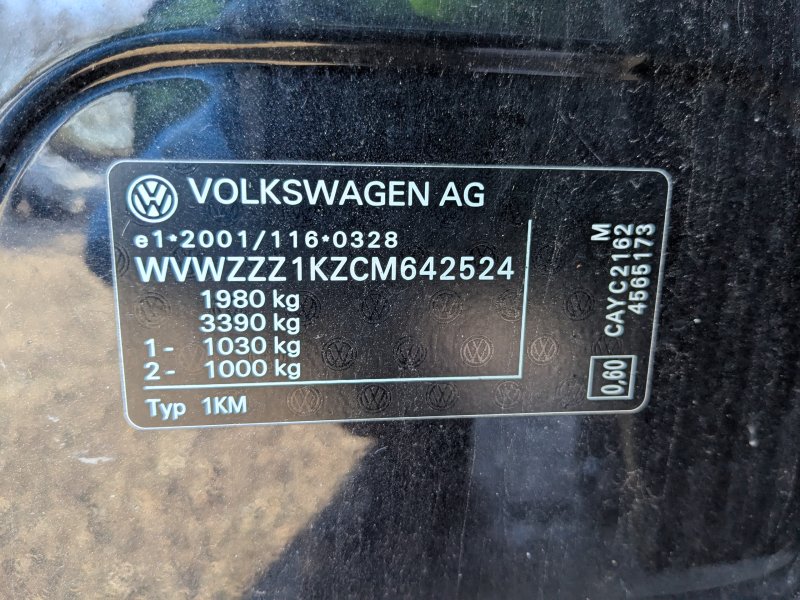 VOLKSWAGEN AG
e1*2001/116*0328
WVWZZZ1KZCM642524
1980 kg
3390 kg
1- 1030 kg
2- 1000 kg
Typ 1KM
M
CAYC2162
4565173
0,60